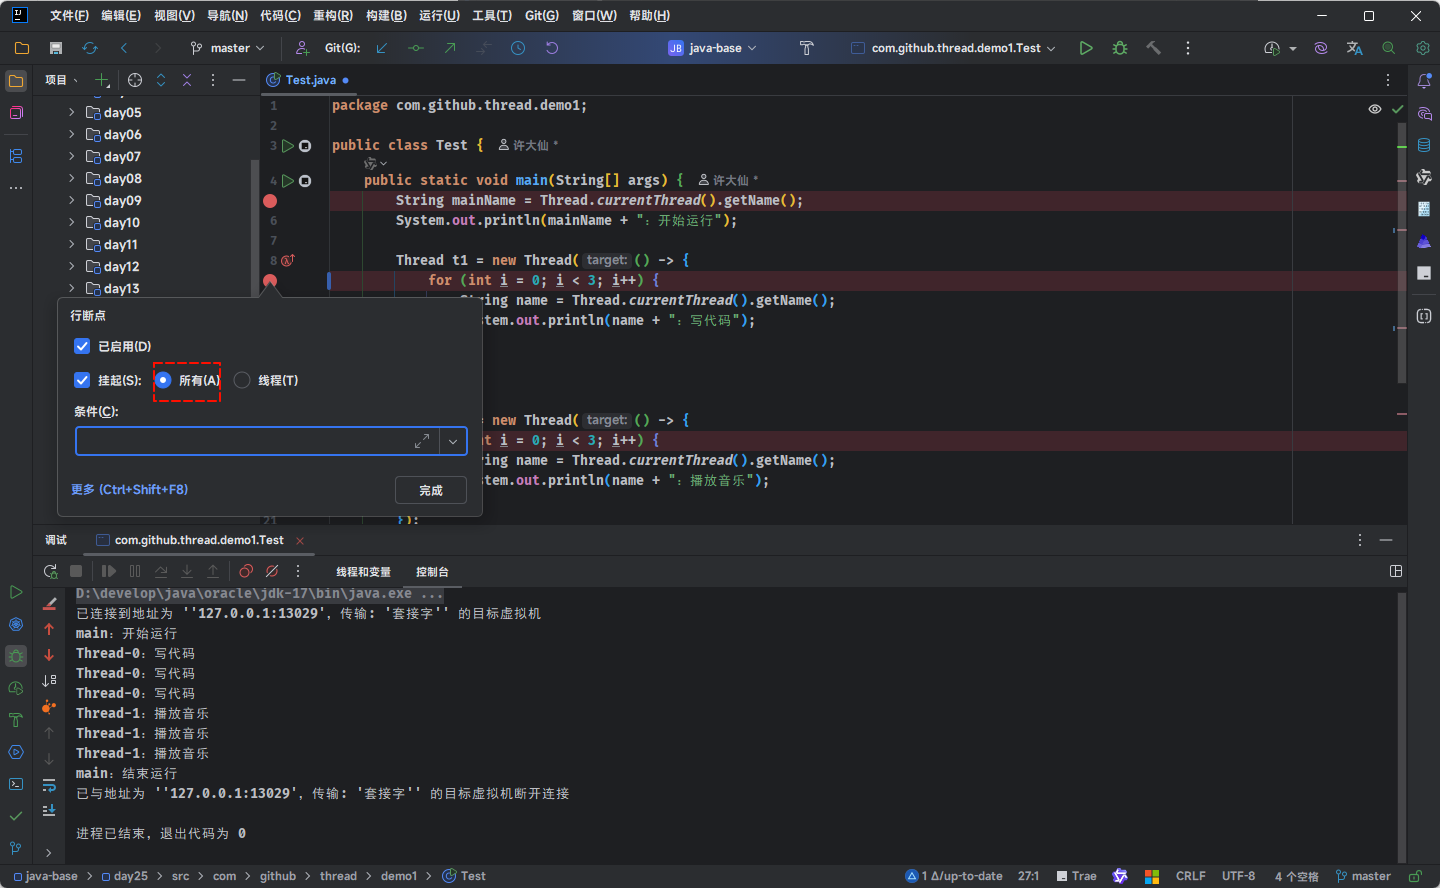 文件(F) 编辑(E) 视图(V) 导航(N) 代码(C) 重构(R) 构建(B) 运行(U) 工具(T) Git(G) 窗口(W) 帮助(H)
master Git(G): JB java-base com.github.thread.demo1.Test
项目 Test.java
day05
day06
day07
day08
day09
day10
day11
day12
day13
1 package com.github.thread.demo1;
2
3 public class Test { 许大仙 *
4 public static void main(String[] args) { 许大仙 *
String mainName = Thread.currentThread().getName();
6 System.out.println(mainName + ": 开始运行");
7
8 Thread t1 = new Thread( target: () -> {
for (int i = 0; i < 3; i++) {
ring name = Thread.currentThread().getName();
tem.out.println(name + ": 写代码");
= new Thread( target: () -> {
t i = 0; i < 3; i++) {
ring name = Thread.currentThread().getName();
tem.out.println(name + ": 播放音乐");
21 });
行断点
已启用(D)
挂起(S): 所有(A) 线程(T)
条件(C):
更多 (Ctrl+Shift+F8) 完成
调试 com.github.thread.demo1.Test
线程和变量 控制台
D:\develop\java\oracle\jdk-17\bin\java.exe ...
已连接到地址为 ''127.0.0.1:13029', 传输: '套接字'' 的目标虚拟机
main: 开始运行
Thread-0: 写代码
Thread-0: 写代码
Thread-0: 写代码
Thread-1: 播放音乐
Thread-1: 播放音乐
Thread-1: 播放音乐
main: 结束运行
已与地址为 ''127.0.0.1:13029', 传输: '套接字'' 的目标虚拟机断开连接
进程已结束，退出代码为 0
java-base > day25 > src > com > github > thread > demo1 > Test 1 Δ/up-to-date 27:1 Trae CRLF UTF-8 4 个空格 master